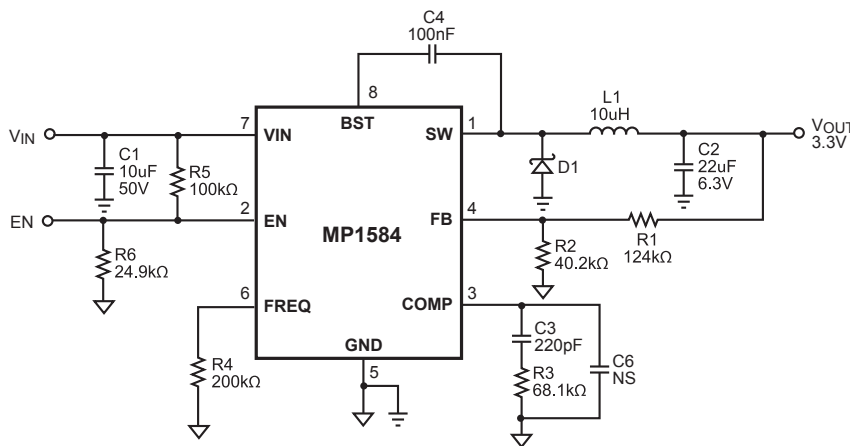 C4
100nF
8
BST
L1
10uH
VIN
7
VIN
SW
1
VOUT
3.3V
C1
10uF
50V
R5
100kΩ
D1
C2
22uF
6.3V
EN
2
EN
MP1584
FB
4
R1
124kΩ
R2
40.2kΩ
R6
24.9kΩ
6
FREQ
COMP
3
GND
5
C3
220pF
R3
68.1kΩ
C6
NS
R4
200kΩ